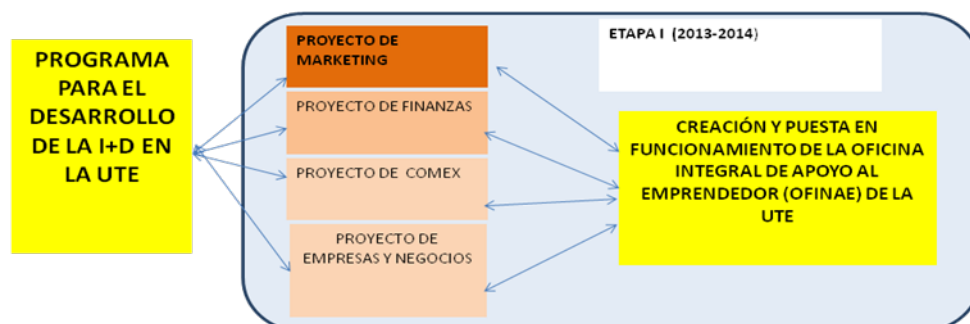 PROGRAMA
PARA EL
DESARROLLO
DE LA I+D EN
LA UTE
PROYECTO DE
MARKETING
PROYECTO DE FINANZAS
PROYECTO DE COMEX
PROYECTO DE
EMPRESAS Y NEGOCIOS
ETAPA I (2013-2014)
CREACIÓN Y PUESTA EN
FUNCIONAMIENTO DE LA OFICINA
INTEGRAL DE APOYO AL
EMPRENDEDOR (OFINAE) DE LA
UTE